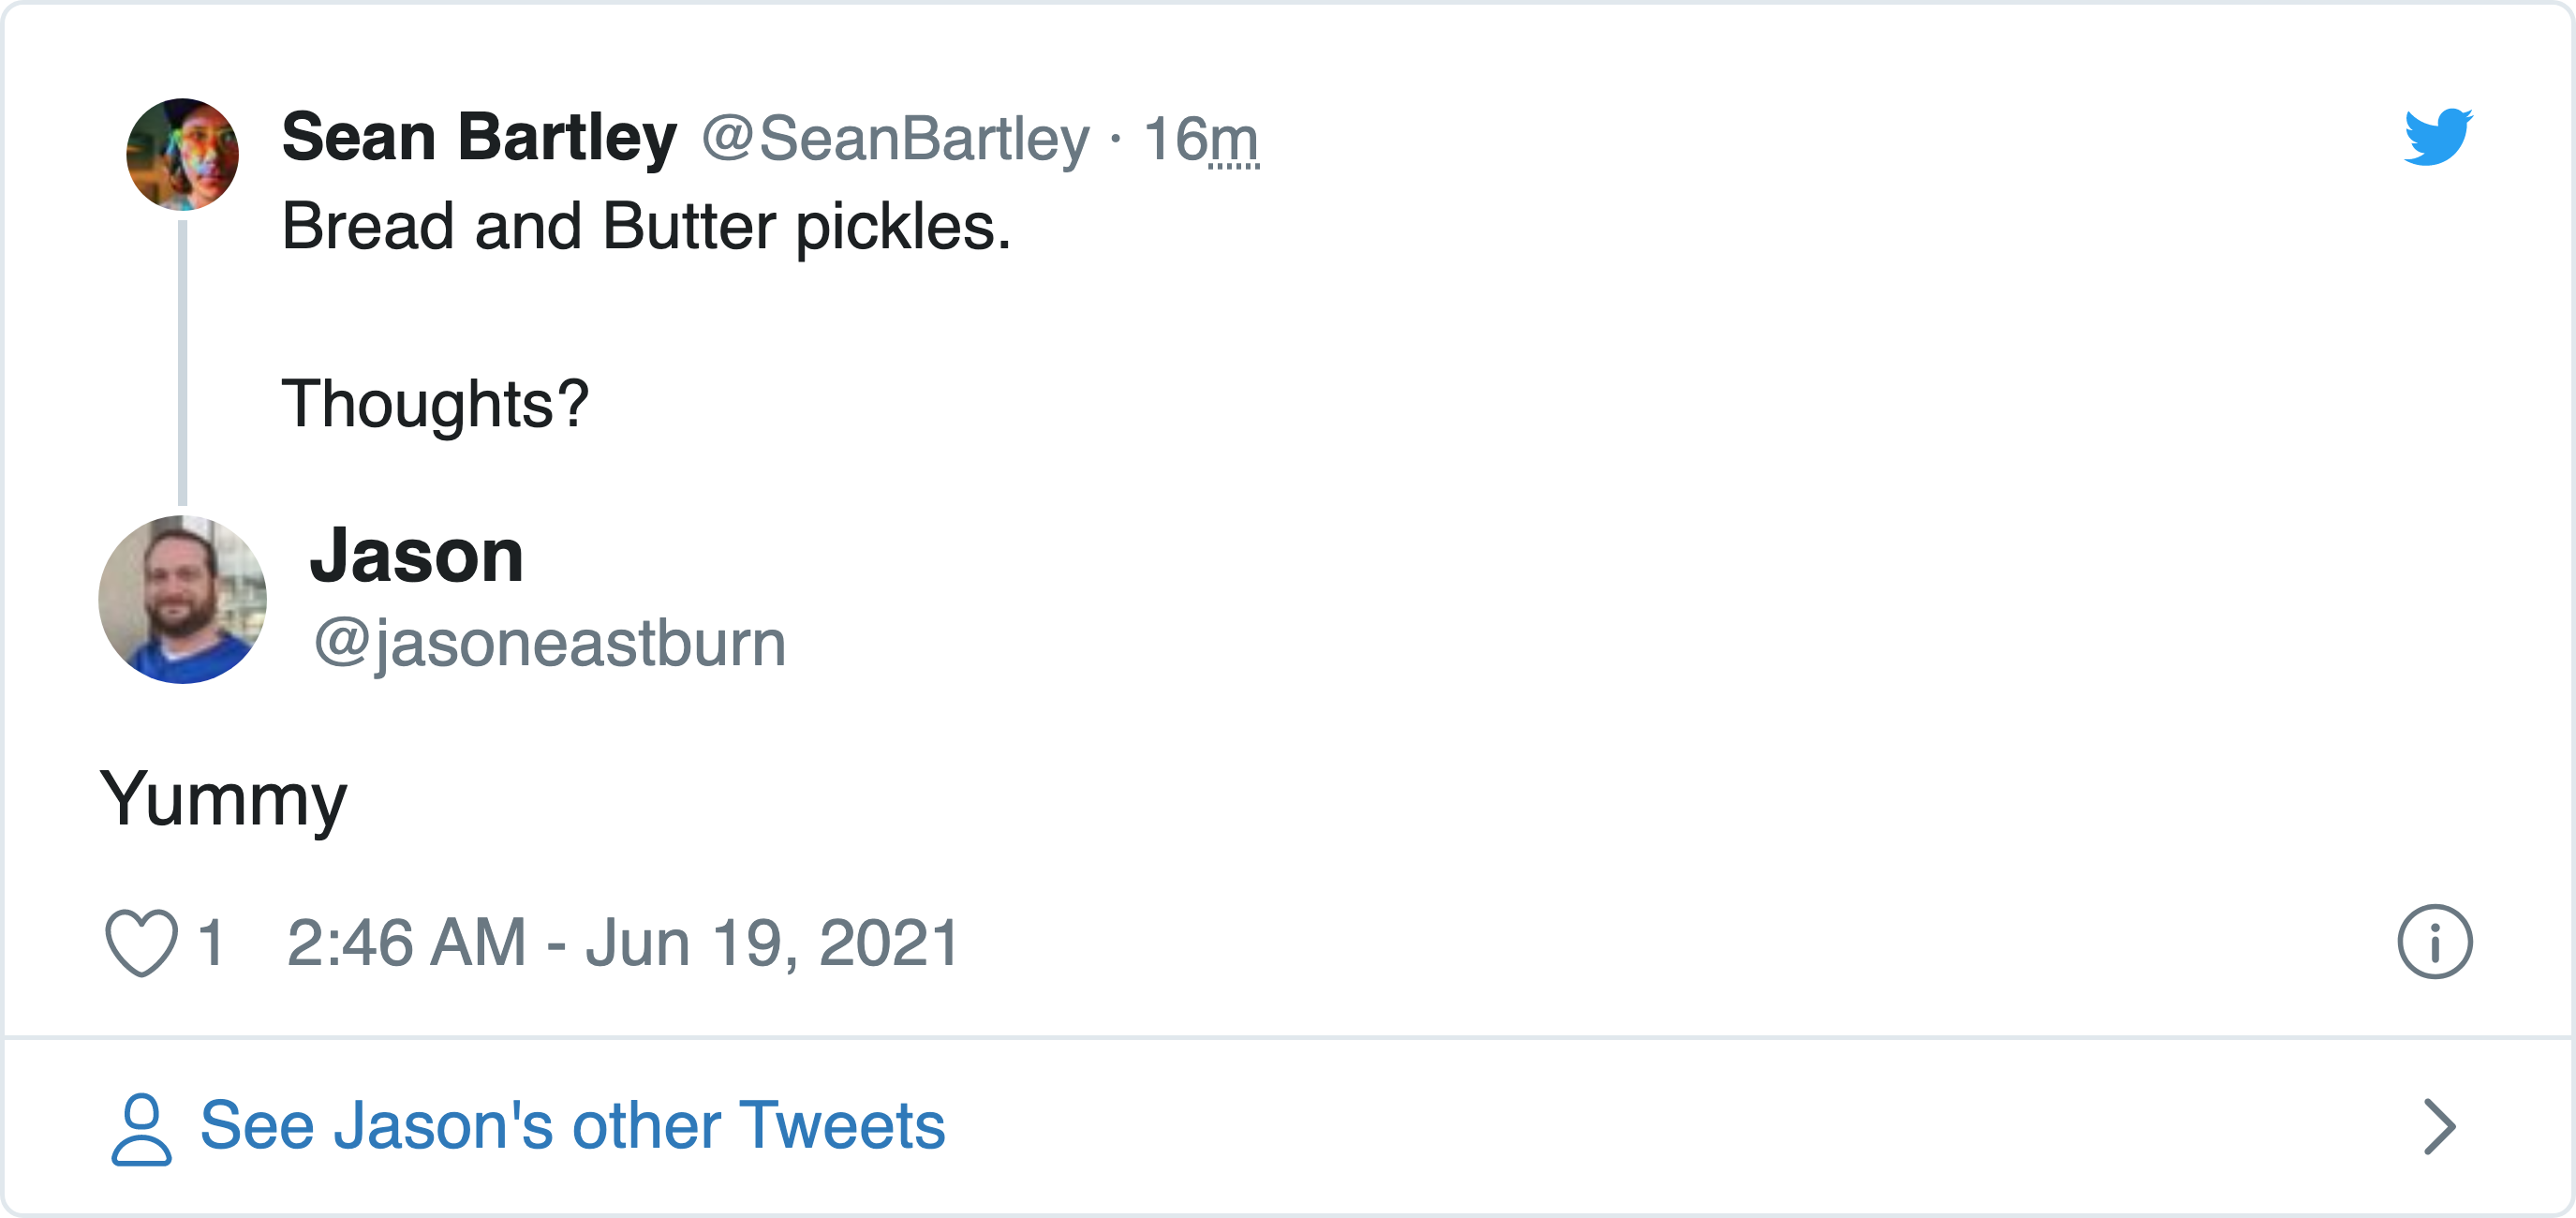 Sean Bartley @SeanBartley · 16m
Bread and Butter pickles.
Thoughts?
Jason
@jasoneastburn
Yummy
1 2:46 AM - Jun 19, 2021
See Jason's other Tweets